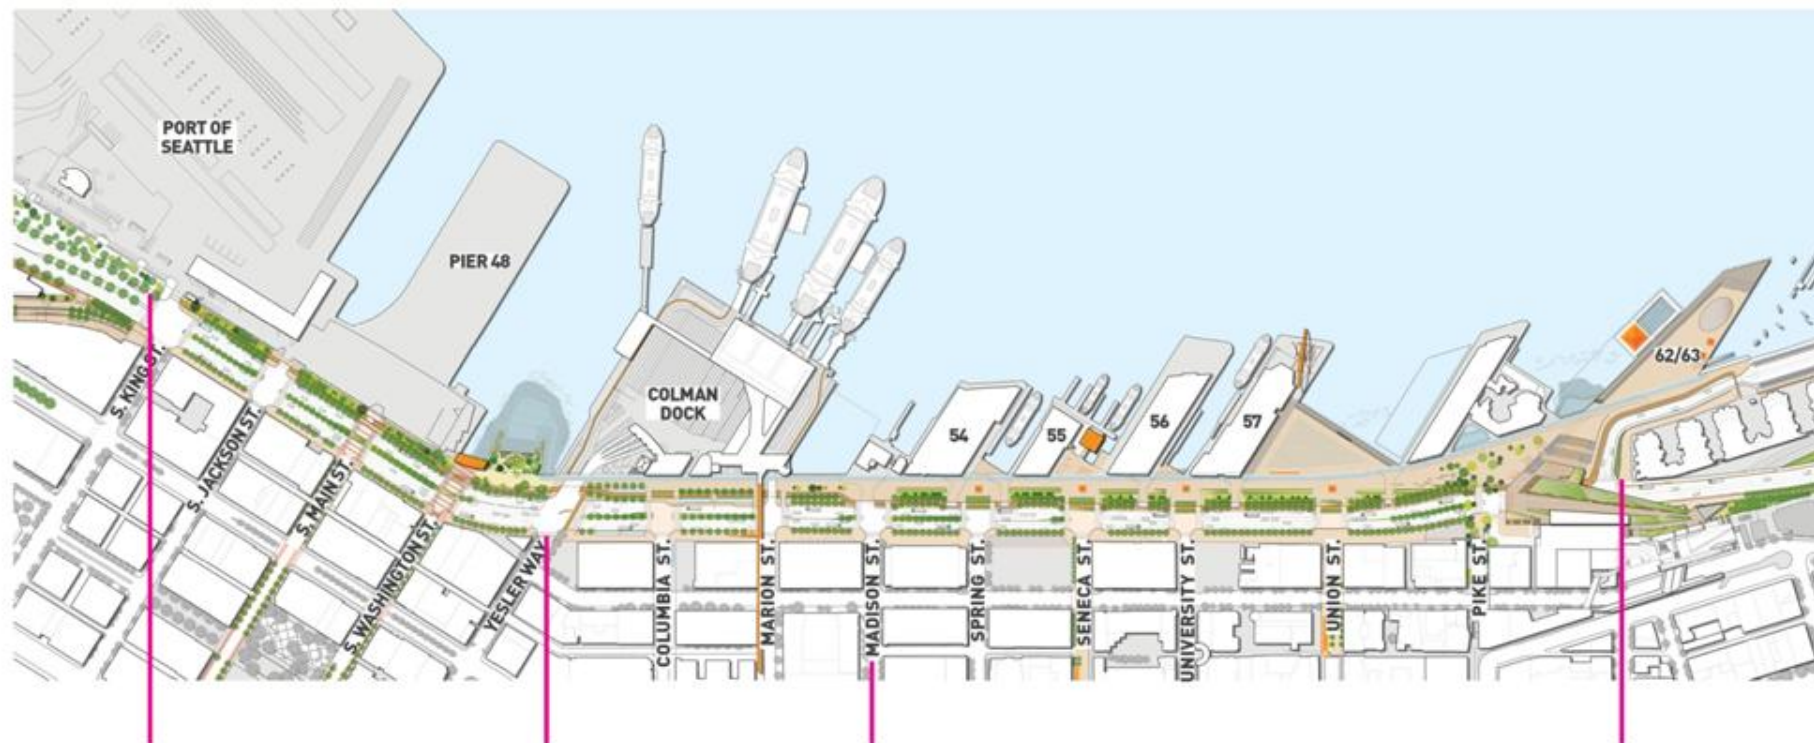 PORT OF
SEATTLE
PIER 48
COLMAN
DOCK
54
55
56
57
62/63
S. KING ST.
S. JACKSON ST.
S. MAIN ST.
S. WASHINGTON ST.
YESLER WAY
COLUMBIA ST.
MARION ST.
MADISON ST.
SPRING ST.
SENECA ST.
UNIVERSITY ST.
UNION ST.
PIKE ST.